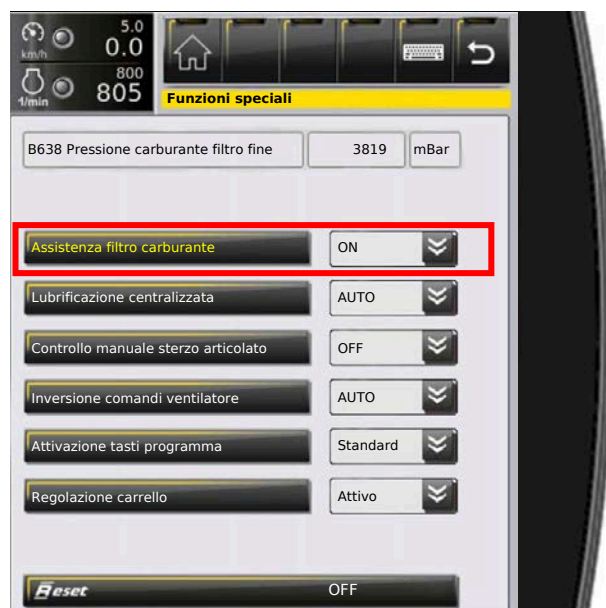 5.0
km/h 0.0
800
1/min 805
Funzioni speciali
B638 Pressione carburante filtro fine 3819 mBar
Assistenza filtro carburante ON
Lubrificazione centralizzata AUTO
Controllo manuale sterzo articolato OFF
Inversione comandi ventilatore AUTO
Attivazione tasti programma Standard
Regolazione carrello Attivo
Reset OFF